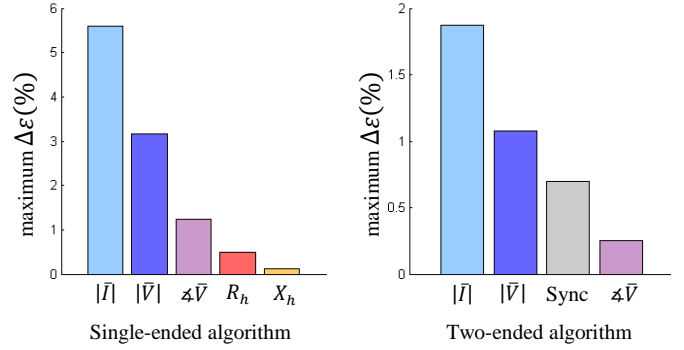 maximum Δε(%)
6
5
4
3
2
1
0
|Ī| |V̄| ∡V̄ R_h X_h
Single-ended algorithm
maximum Δε(%)
2
1.5
1
0.5
0
|Ī| |V̄| Sync ∡V̄
Two-ended algorithm